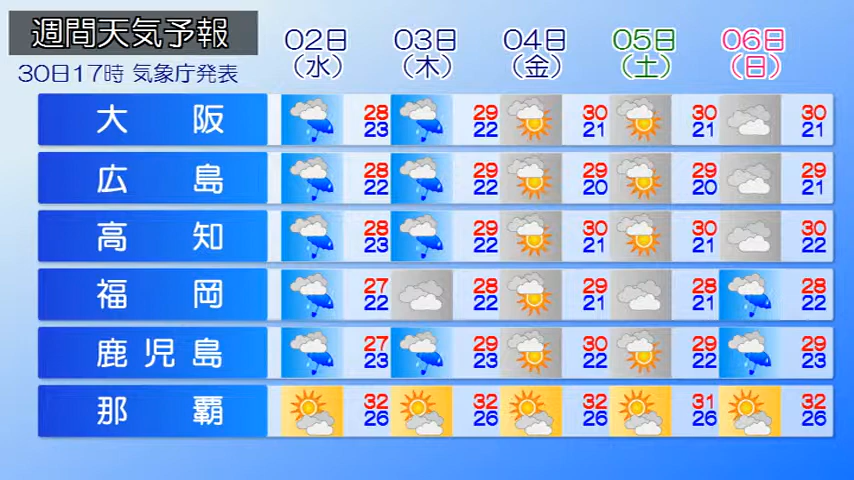 週間天気予報
30日17時 気象庁発表
02日 03日 04日 05日 06日
(水) (木) (金) (土) (日)
大阪 28 23 29 22 30 21 30 21 30 21
広島 28 22 29 22 29 20 29 20 29 21
高知 28 23 29 22 30 21 30 21 30 22
福岡 27 22 28 22 29 21 28 21 28 22
鹿児島 27 23 29 23 30 22 29 22 29 23
那覇 32 26 32 26 32 26 31 26 32 26